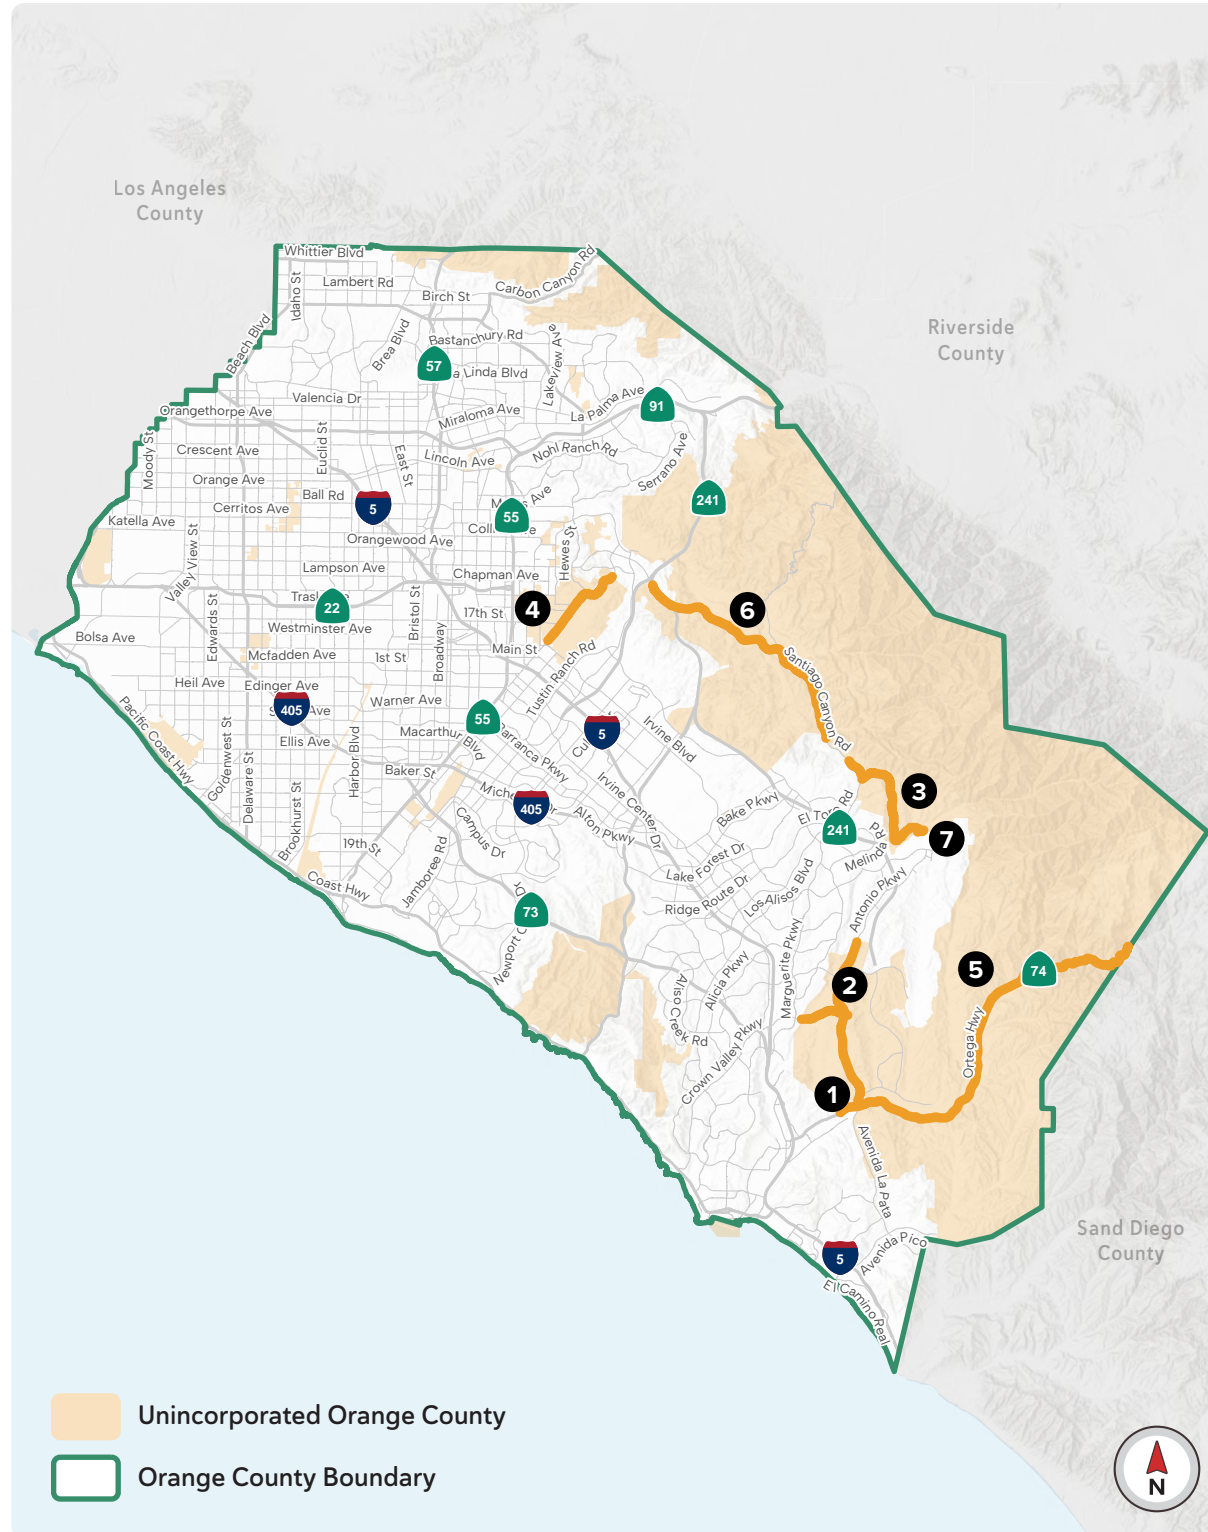 Los Angeles
County
Riverside
County
Sand Diego
County
Whittier Blvd
Lambert Rd
Idaho St
Birch St
Carbon Canyon Rd
Beach Blvd
Brea Blvd
Bastanchury Rd
57
a Linda Blvd
Lakeview Ave
Valencia Dr
Orangethorpe Ave
Miraloma Ave
La Palma Ave
91
Moody St
Crescent Ave
Euclid St
East St
Lincoln Ave
Nohl Ranch Rd
Serrano Ave
Orange Ave
Ball Rd
Cerritos Ave
5
55
241
Katella Ave
Valley View St
Orangewood Ave
Hewes St
Lampson Ave
Chapman Ave
22
Edwards St
Bristol St
17th St
4
6
Bolsa Ave
Westminster Ave
Broadway
Main St
Mcfadden Ave
1st St
Tustin Ranch Rd
Santiago Canyon Rd
Heil Ave
Edinger Ave
Warner Ave
405
Ave
55
5
Pacific Coast Hwy
Goldenwest St
Ellis Ave
Harbor Blvd
Macarthur Blvd
Barranca Pkwy
Irvine Blvd
Delaware St
Baker St
Brookhurst St
405
Irvine Center Dr
Bake Pkwy
El Toro Rd
3
241
7
19th St
Campus Dr
Alton Pkwy
Jamboree Rd
Lake Forest Dr
Melinda Rd
Coast Hwy
Ridge Route Dr
Los Alisos Blvd
Antonio Pkwy
73
Newport C
Dr
Marguerite Pkwy
Alicia Pkwy
Aliso Creek Rd
2
5
74
Ortega Hwy
Crown Valley Pkwy
1
Avenida La Pata
Avenida Pico
5
El Camino Real
Unincorporated Orange County
Orange County Boundary
N